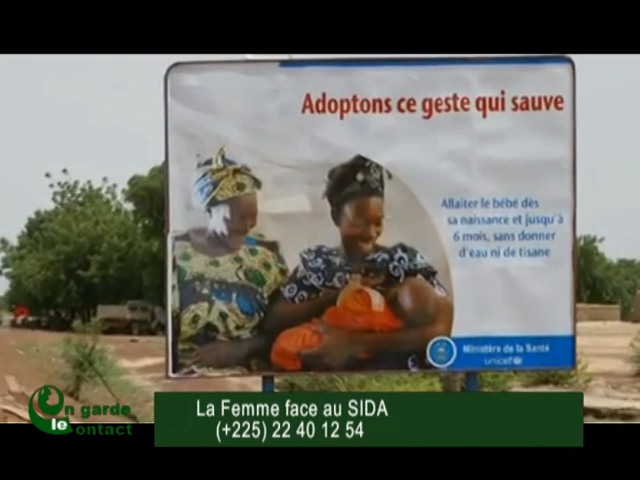 Adoptons ce geste qui sauve
Allaiter le bébé dès
sa naissance et jusqu'à
6 mois, sans donner
d'eau ni de tisane
Ministère de la Santé
unicef
On garde
le Contact
La Femme face au SIDA
(+225) 22 40 12 54